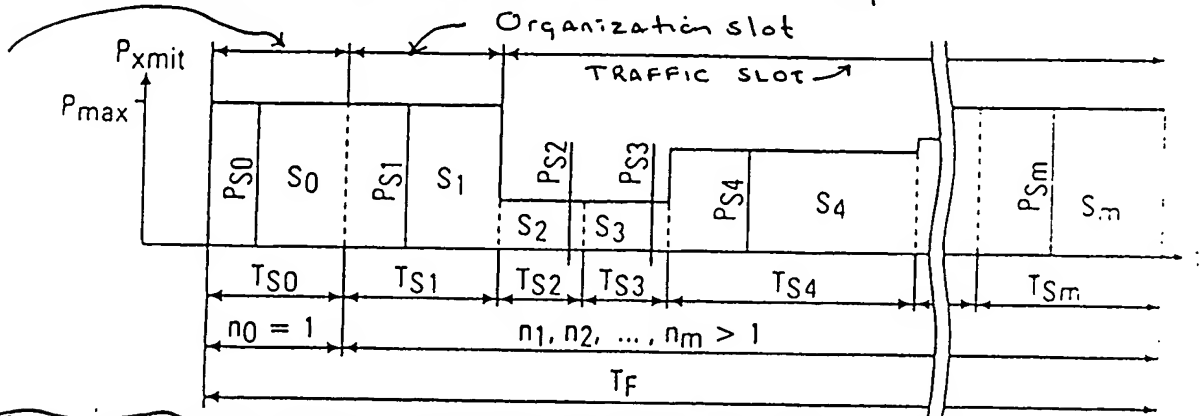 Organization slot
TRAFFIC SLOT
Pxmit
Pmax
PS0 S0 PS1 S1 PS2 S2 PS3 S3 PS4 S4 PSm Sm
TS0 TS1 TS2 TS3 TS4 TSm
n0 = 1 n1, n2, ..., nm > 1
TF